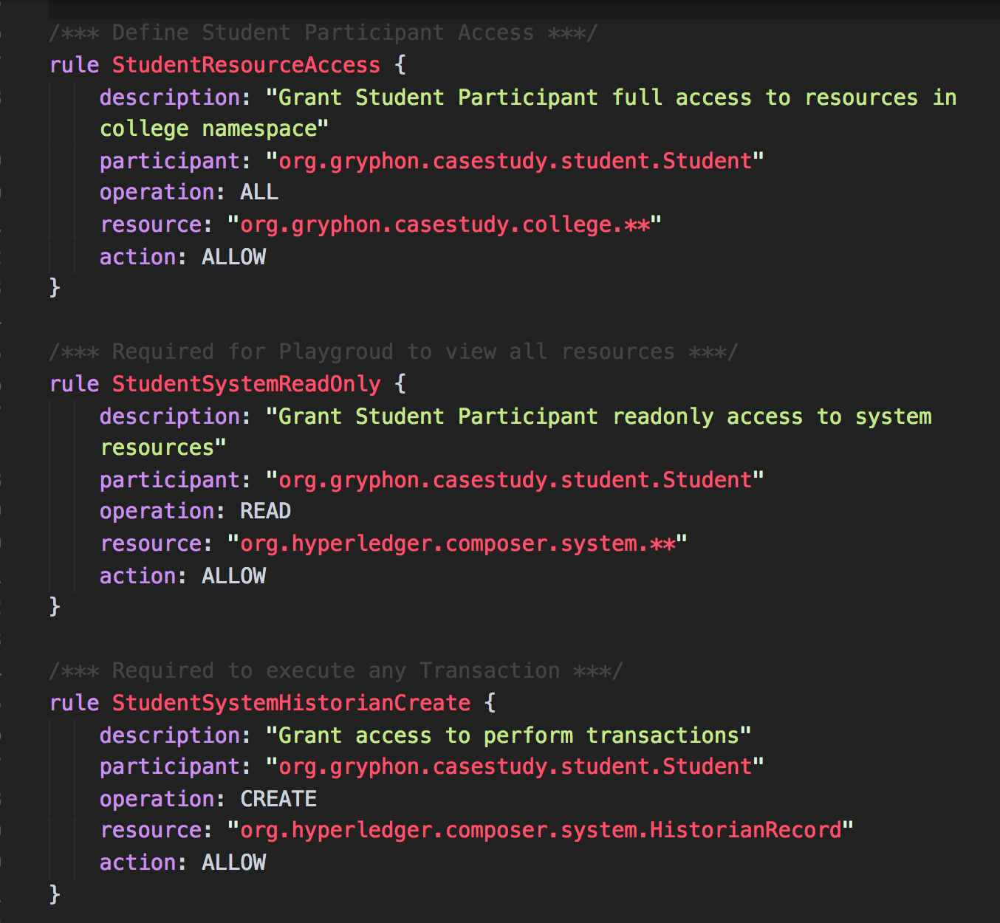 /*** Define Student Participant Access ***/
rule StudentResourceAccess {
description: "Grant Student Participant full access to resources in
college namespace"
participant: "org.gryphon.casestudy.student.Student"
operation: ALL
resource: "org.gryphon.casestudy.college.**"
action: ALLOW
}
/*** Required for Playgroud to view all resources ***/
rule StudentSystemReadOnly {
description: "Grant Student Participant readonly access to system
resources"
participant: "org.gryphon.casestudy.student.Student"
operation: READ
resource: "org.hyperledger.composer.system.**"
action: ALLOW
}
/*** Required to execute any Transaction ***/
rule StudentSystemHistorianCreate {
description: "Grant access to perform transactions"
participant: "org.gryphon.casestudy.student.Student"
operation: CREATE
resource: "org.hyperledger.composer.system.HistorianRecord"
action: ALLOW
}